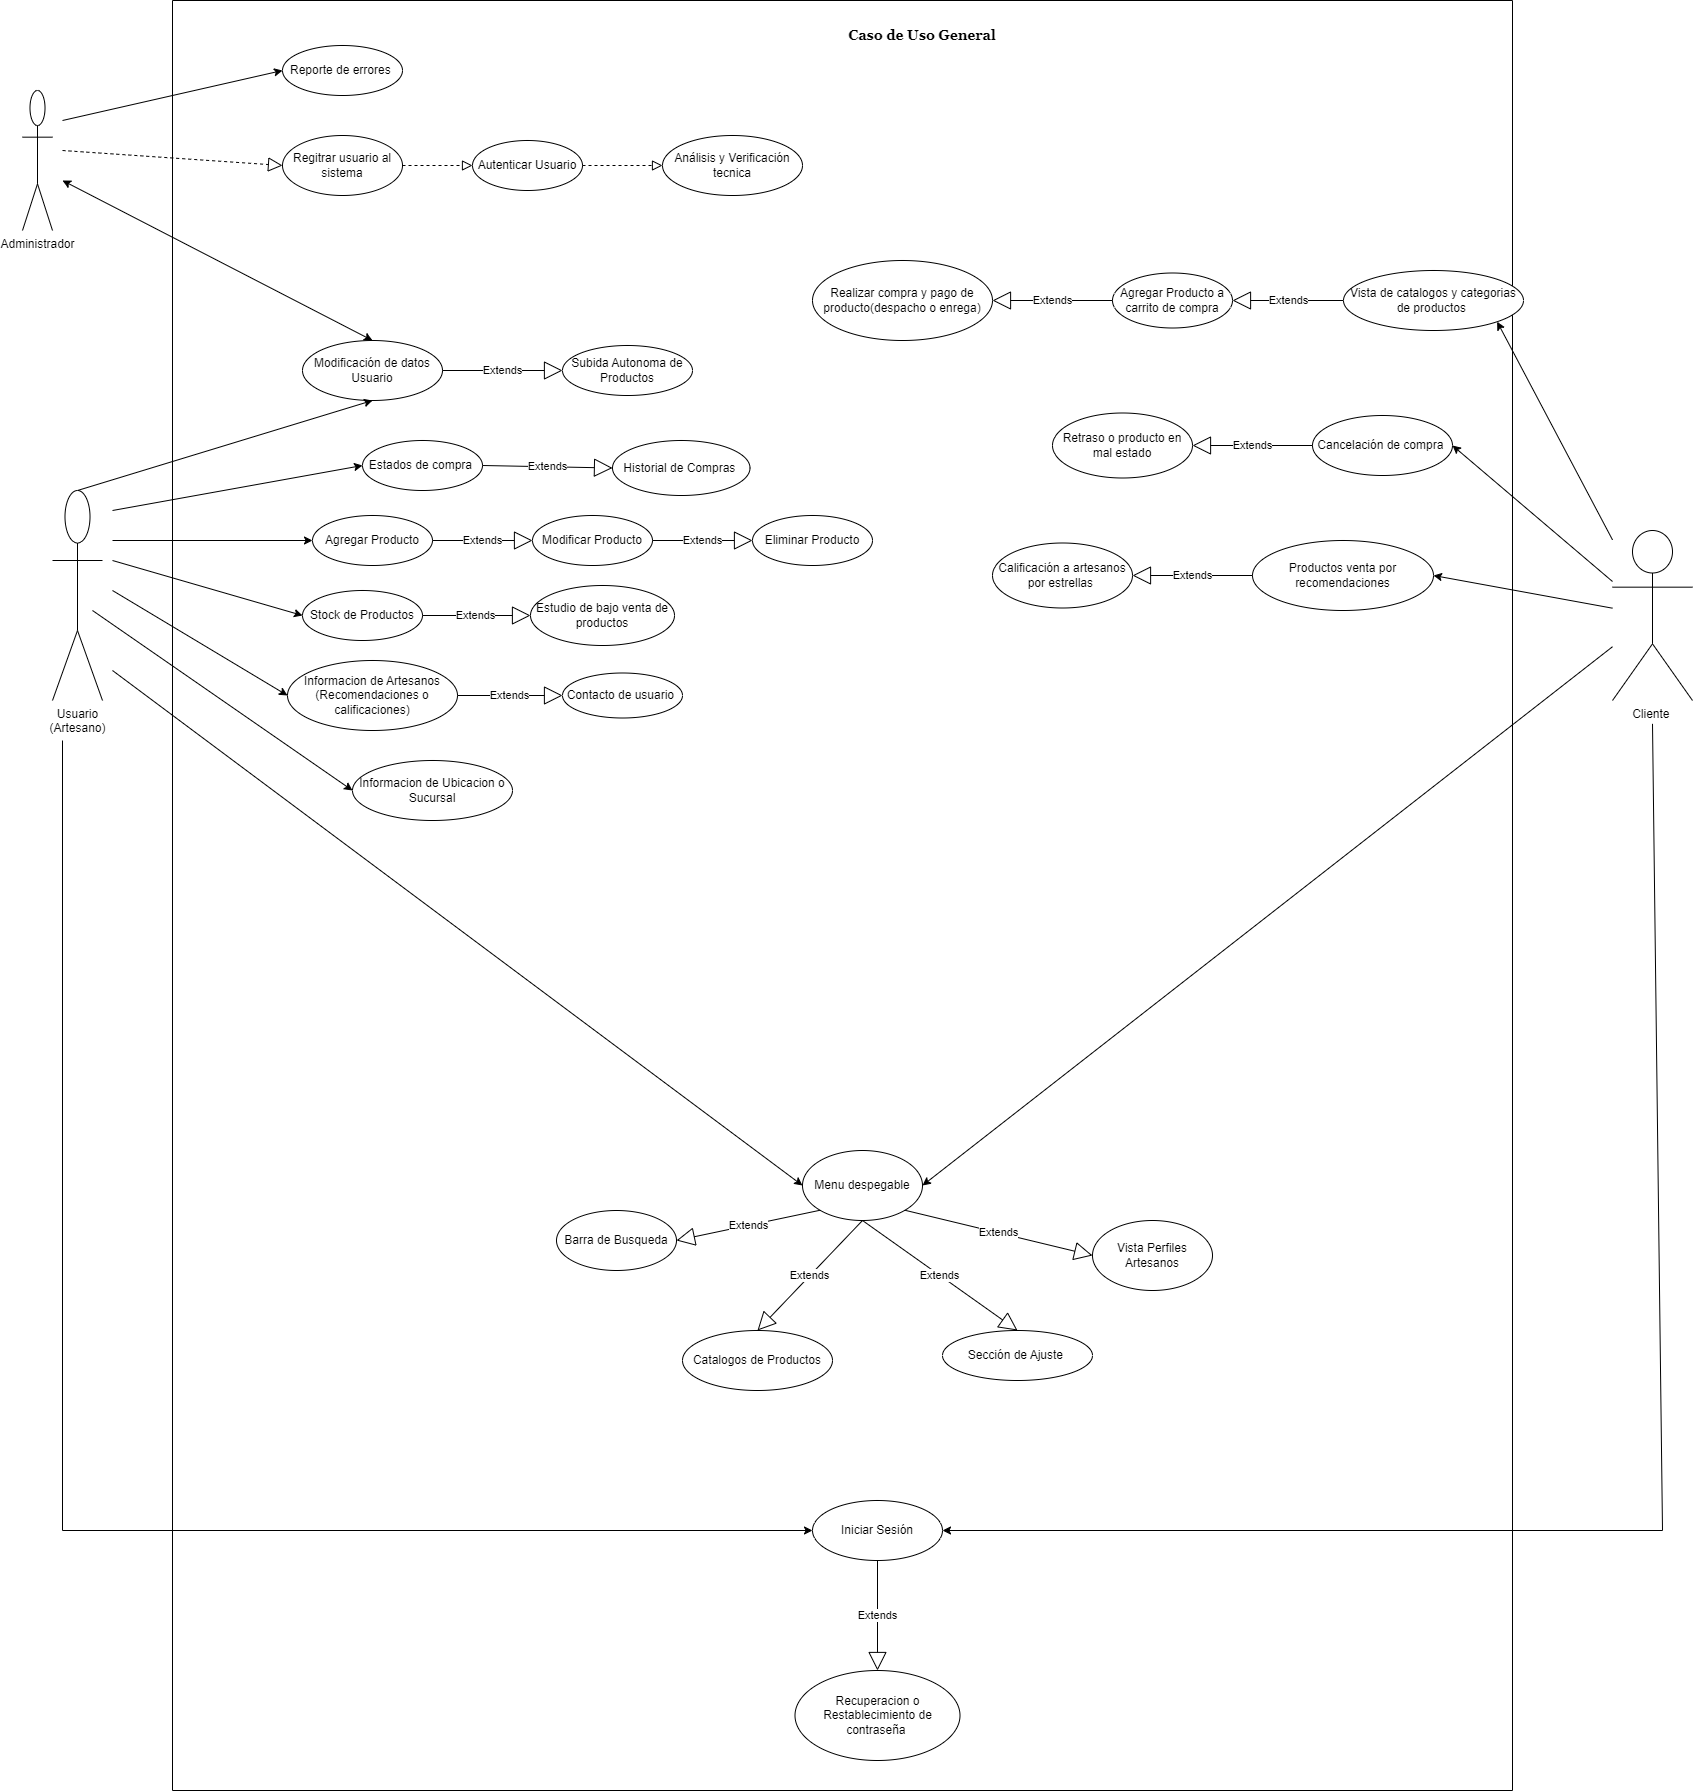 Caso de Uso General
Reporte de errores
Regitrar usuario al
sistema
Autenticar Usuario
Análisis y Verificación
tecnica
Administrador
Realizar compra y pago de
producto(despacho o enrega)
Extends
Agregar Producto a
carrito de compra
Extends
Vista de catalogos y categorias
de productos
Modificación de datos
Usuario
Extends
Subida Autonoma de
Productos
Retraso o producto en
mal estado
Extends
Cancelación de compra
Estados de compra
Extends
Historial de Compras
Agregar Producto
Extends
Modificar Producto
Extends
Eliminar Producto
Calificación a artesanos
por estrellas
Extends
Productos venta por
recomendaciones
Stock de Productos
Extends
Estudio de bajo venta de
productos
Informacion de Artesanos
(Recomendaciones o
calificaciones)
Extends
Contacto de usuario
Usuario
(Artesano)
Cliente
Informacion de Ubicacion o
Sucursal
Menu despegable
Extends
Barra de Busqueda
Extends
Vista Perfiles
Artesanos
Extends
Extends
Catalogos de Productos
Sección de Ajuste
Iniciar Sesión
Extends
Recuperacion o
Restablecimiento de
contraseña